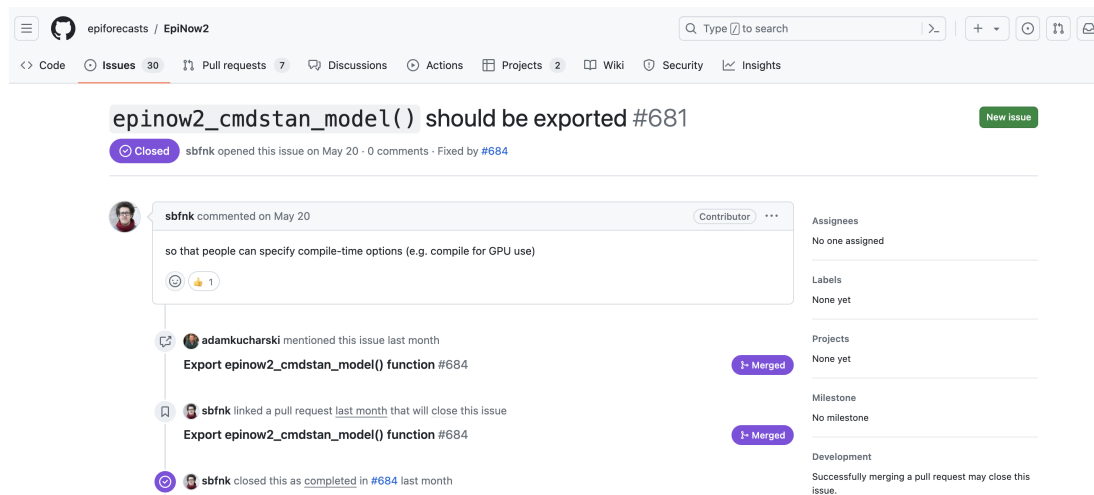 epiforecasts / EpiNow2
Type / to search
Code Issues 30 Pull requests 7 Discussions Actions Projects 2 Wiki Security Insights
epinow2_cmdstan_model() should be exported #681
New issue
Closed sbfnk opened this issue on May 20 · 0 comments · Fixed by #684
sbfnk commented on May 20
Contributor
so that people can specify compile-time options (e.g. compile for GPU use)
👍 1
adamkucharski mentioned this issue last month
Export epinow2_cmdstan_model() function #684
Merged
sbfnk linked a pull request last month that will close this issue
Export epinow2_cmdstan_model() function #684
Merged
sbfnk closed this as completed in #684 last month
Assignees
No one assigned
Labels
None yet
Projects
None yet
Milestone
No milestone
Development
Successfully merging a pull request may close this
issue.